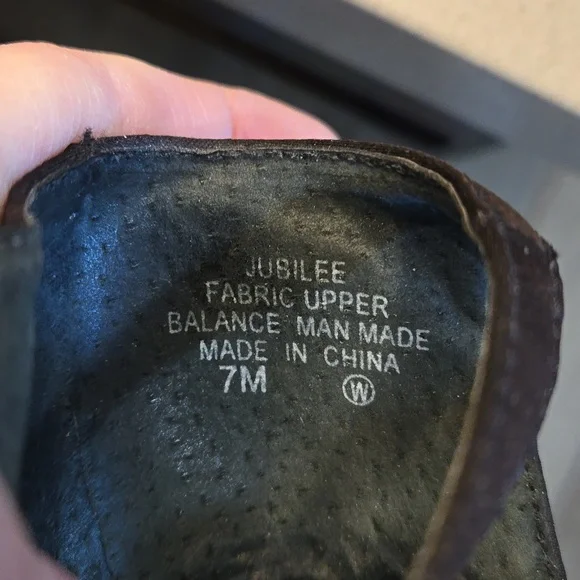 JUBILEE
FABRIC UPPER
BALANCE MAN MADE
MADE IN CHINA
7M W